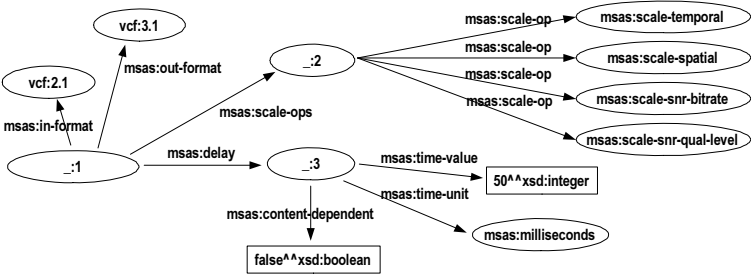 msas:scale-temporal
vcf:3.1
msas:scale-op
msas:scale-op
msas:scale-spatial
_:2
msas:out-format
msas:scale-op
vcf:2.1
msas:scale-snr-bitrate
msas:scale-op
msas:scale-ops
msas:in-format
msas:scale-snr-qual-level
msas:delay
msas:time-value
_:1
_:3
50^^xsd:integer
msas:time-unit
msas:content-dependent
msas:milliseconds
false^^xsd:boolean